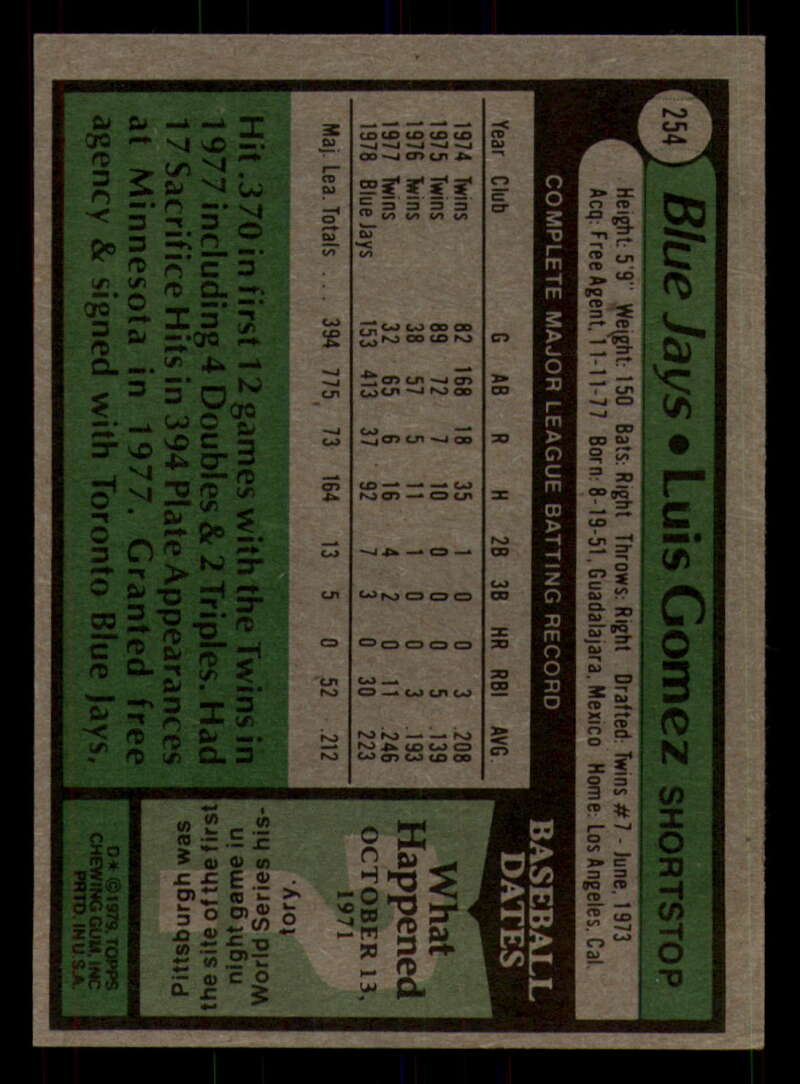 254
Blue Jays • Luis Gomez SHORTSTOP
Height: 5'9" Weight: 150 Bats: Right Throws: Right Drafted: Twins #7 - June, 1973
Acq: Free Agent, 11-11-77 Born: 8-19-51, Guadalajara, Mexico Home: Los Angeles, Cal.
COMPLETE MAJOR LEAGUE BATTING RECORD
Year Club G AB R H 2B 3B HR RBI AVG
1974 Twins 82 168 18 35 1 0 0 3 .208
1975 Twins 89 72 7 10 0 0 0 5 .139
1976 Twins 38 57 5 11 1 0 0 3 .193
1977 Twins 32 65 6 16 4 2 0 11 .246
1978 Blue Jays 153 413 37 92 7 3 0 30 .223
Maj. Lea. Totals . . . 394 775 73 164 13 5 0 52 .212
Hit .370 in first 12 games with the Twins in
1977 including 4 Doubles & 2 Triples. Had
17 Sacrifice Hits in 394 Plate Appearances
at Minnesota in 1977. Granted free
agency & signed with Toronto Blue Jays.
BASEBALL
DATES
What
Happened
OCTOBER 13,
1971
Pittsburgh was
the site of the first
night game in
World Series his-
tory.
D* © 1979, TOPPS
CHEWING GUM, INC
PRTD. IN U.S.A.